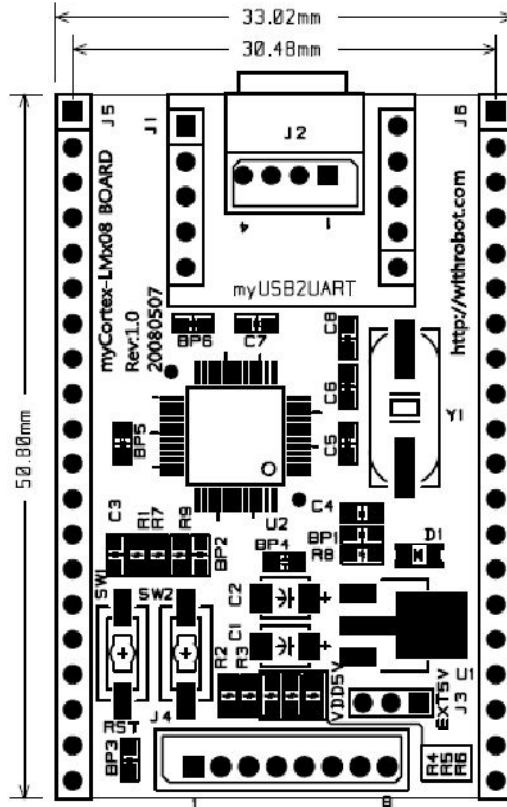 33.02mm
30.48mm
50.80mm
J5
J1
J2
J6
4
1
myUSB2UART
myCortex-LMx08 BOARD
Rev:1.0
20080507
http://withrobot.com
BP6
C7
C8
C6
C5
Y1
BP5
U2
C4
BP1
R8
D1
C3
R1
R7
R9
BP2
BP4
SW1
SW2
C2
C1
R2
R3
VDD5V
U1
EXT5V
J3
RST
J4
BP3
R4
R5
R6
1
8